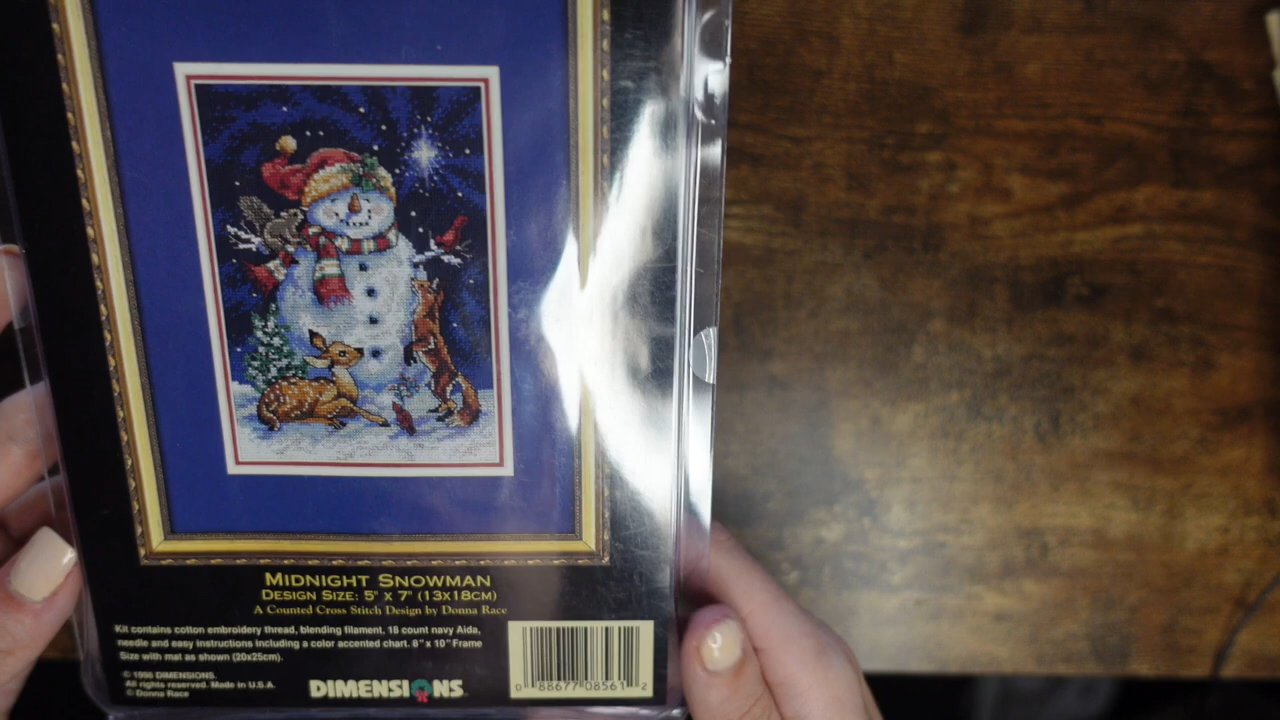 MIDNIGHT SNOWMAN
DESIGN SIZE: 5" x 7" (13x18CM)
A Counted Cross Stitch Design by Donna Race
Kit contains cotton embroidery thread, blending filament, 18 count navy Aida,
needle and easy instructions including a color accented chart. 8" x 10" Frame
Size with mat as shown (20x25cm).
© 1996 DIMENSIONS.
All rights reserved. Made in U.S.A.
© Donna Race
DIMENSIONS
0 88677 08561 2